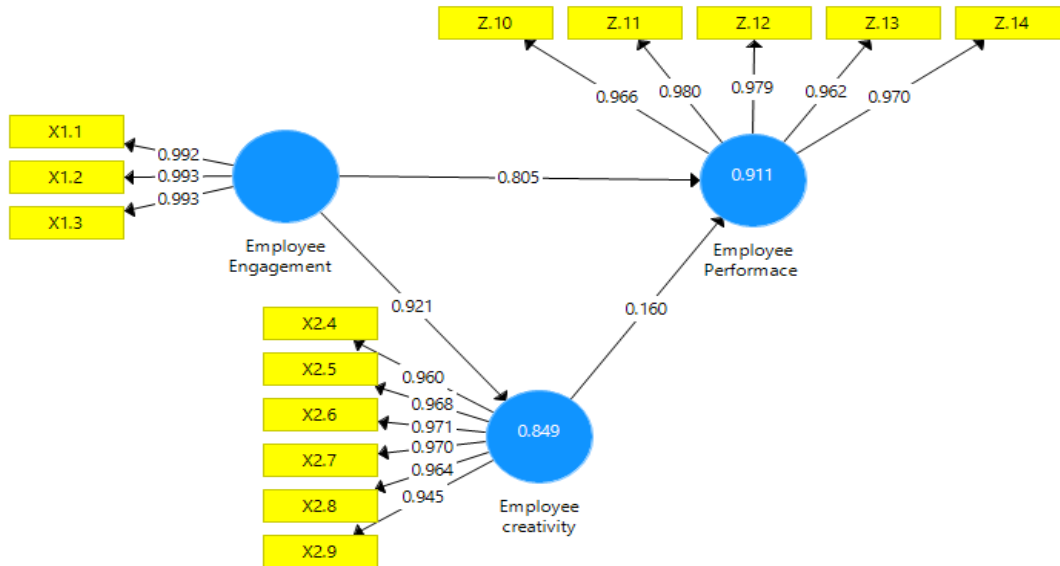 Z.10
Z.11
Z.12
Z.13
Z.14
0.966
0.980
0.979
0.962
0.970
X1.1
X1.2
X1.3
0.992
0.993
0.993
0.805
0.911
Employee
Engagement
Employee
Performace
0.921
0.160
X2.4
X2.5
X2.6
X2.7
X2.8
X2.9
0.960
0.968
0.971
0.970
0.964
0.945
0.849
Employee
creativity